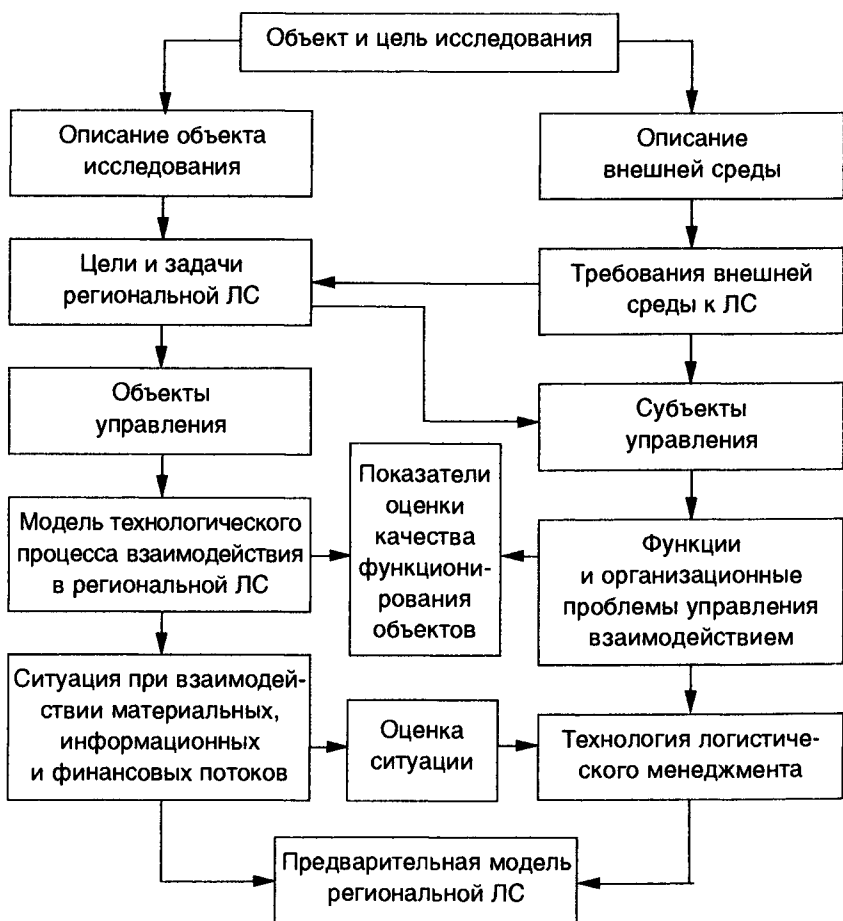 Объект и цель исследования
Описание объекта
исследования
Описание
внешней среды
Цели и задачи
региональной ЛС
Требования внешней
среды к ЛС
Объекты
управления
Субъекты
управления
Показатели
оценки
качества
функциони-
рования
объектов
Модель технологического
процесса взаимодействия
в региональной ЛС
Функции
и организационные
проблемы управления
взаимодействием
Ситуация при взаимодей-
ствии материальных,
информационных
и финансовых потоков
Оценка
ситуации
Технология логистиче-
ского менеджмента
Предварительная модель
региональной ЛС